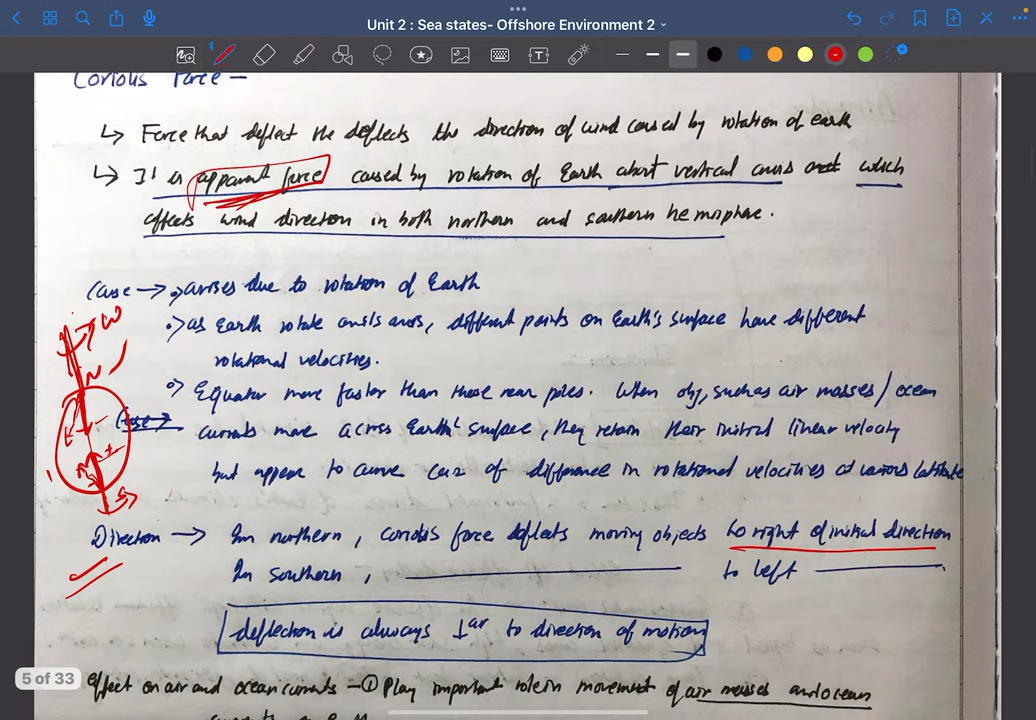 Unit 2 : Sea states- Offshore Environment 2
Corious Force —
↳ Force that deflect the deflects the direction of wind caused by rotation of earth
↳ It is apparent force caused by rotation of Earth about vertical axis which
effects wind direction in both northern and southern hemisphere.
Cause → arises due to rotation of Earth
as Earth rotate axis, different points on Earth's surface have different
rotational velocities.
Equator move faster than those near poles. When obj, such as air masses/ocean
currents move across Earth' surface, they retain their initial linear velocity
but appear to curve coz of difference in rotational velocities at various latitude
W
N
E
S
Direction → In northern, coriolis force deflects moving objects to right of initial direction
In southern, ———— to left ————
deflection is always ⊥ar to direction of motion
5 of 33
Effect on air and ocean currents — ① Play important role in movement of air masses and ocean